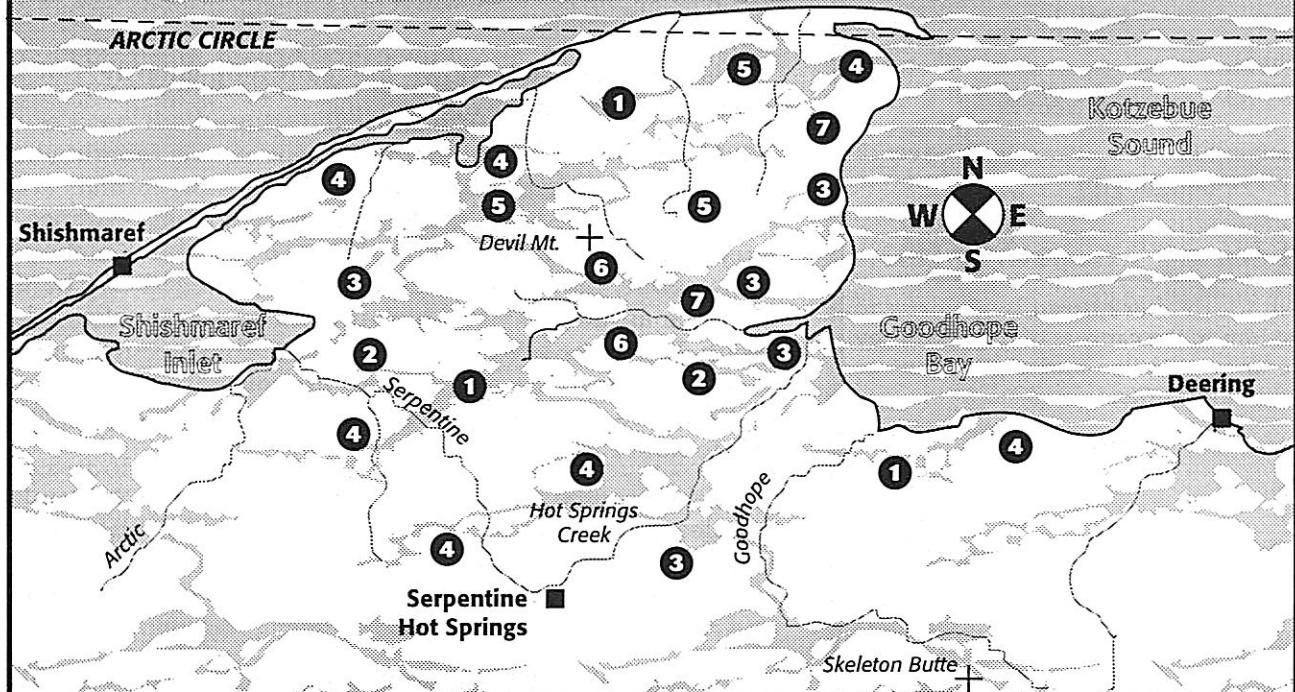 ARCTIC CIRCLE
5
4
1
Kotzebue
Sound
7
4
4
N
3
W
E
5
5
S
Shishmaref
Devil Mt.
6
3
3
7
Shishmaref
Inlet
Goodhope
Bay
6
3
2
2
1
Deering
Serpentine
4
4
1
4
Hot Springs
Creek
Goodhope
Arctic
4
3
Serpentine
Hot Springs
Skeleton Butte